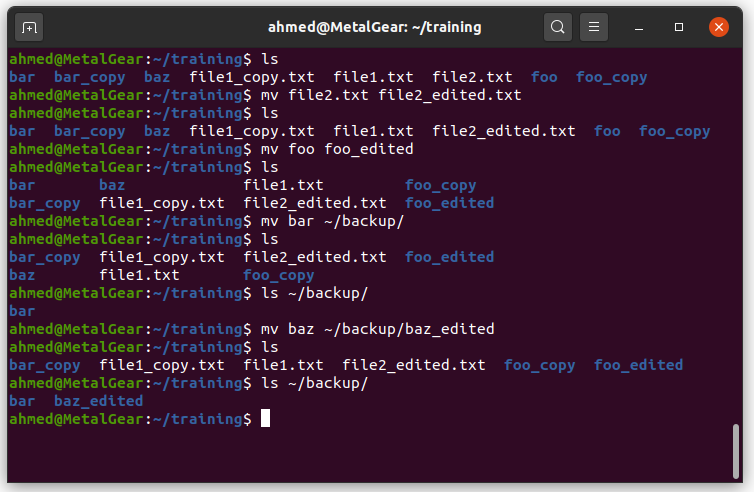 ahmed@MetalGear: ~/training
ahmed@MetalGear:~/training$ ls
bar  bar_copy  baz  file1_copy.txt  file1.txt  file2.txt  foo  foo_copy
ahmed@MetalGear:~/training$ mv file2.txt file2_edited.txt
ahmed@MetalGear:~/training$ ls
bar  bar_copy  baz  file1_copy.txt  file1.txt  file2_edited.txt  foo  foo_copy
ahmed@MetalGear:~/training$ mv foo foo_edited
ahmed@MetalGear:~/training$ ls
bar       baz             file1.txt         foo_copy
bar_copy  file1_copy.txt  file2_edited.txt  foo_edited
ahmed@MetalGear:~/training$ mv bar ~/backup/
ahmed@MetalGear:~/training$ ls
bar_copy  file1_copy.txt  file2_edited.txt  foo_edited
baz       file1.txt       foo_copy
ahmed@MetalGear:~/training$ ls ~/backup/
bar
ahmed@MetalGear:~/training$ mv baz ~/backup/baz_edited
ahmed@MetalGear:~/training$ ls
bar_copy  file1_copy.txt  file1.txt  file2_edited.txt  foo_copy  foo_edited
ahmed@MetalGear:~/training$ ls ~/backup/
bar  baz_edited
ahmed@MetalGear:~/training$